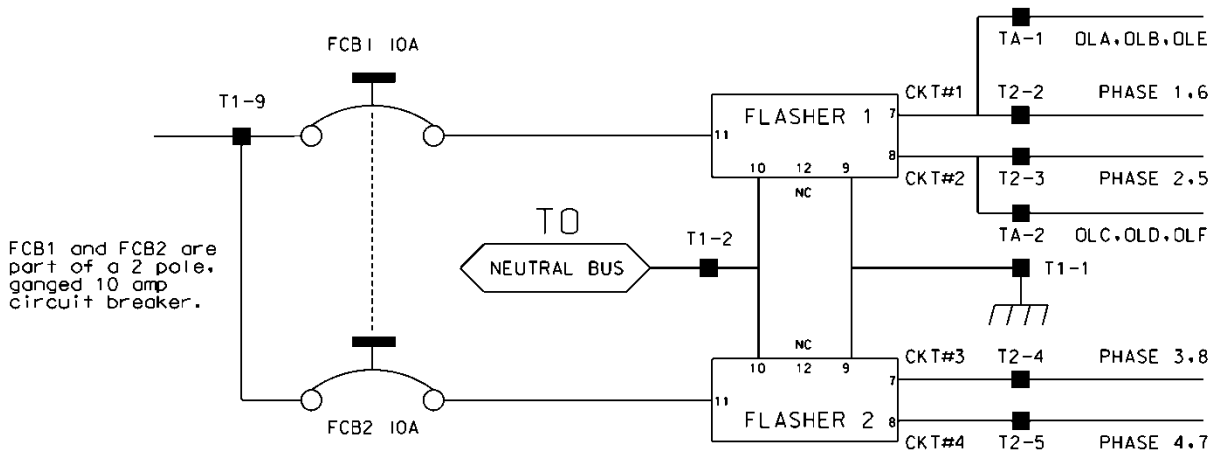 FCB1 10A
T1-9
TA-1 OLA.OLB.OLE
CKT#1 T2-2 PHASE 1.6
FLASHER 1
7
11
8
10 12 9
NC
CKT#2 T2-3 PHASE 2.5
TA-2 OLC.OLD.OLF
TO
NEUTRAL BUS
T1-2
T1-1
FCB1 and FCB2 are
part of a 2 pole.
ganged 10 amp
circuit breaker.
NC
10 12 9
CKT#3 T2-4 PHASE 3.8
7
11
FLASHER 2
8
FCB2 10A
CKT#4 T2-5 PHASE 4.7